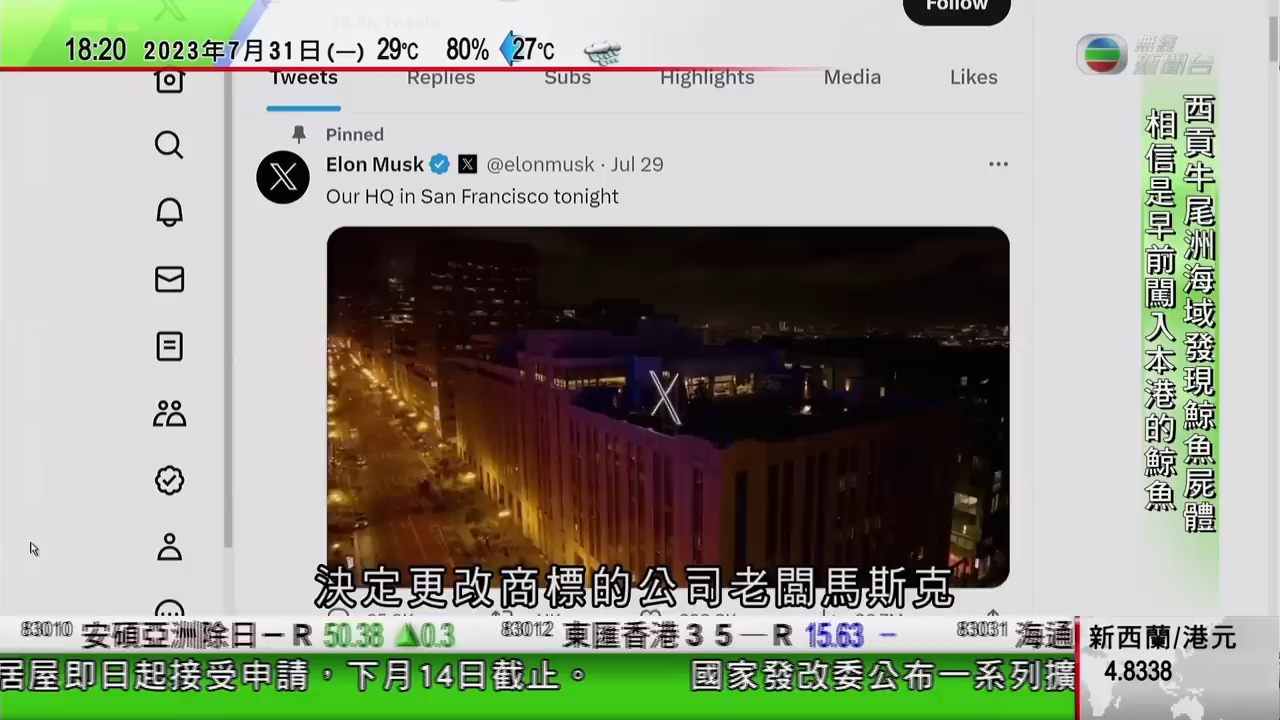 Follow
18:20 2023年7月31日(一) 29℃ 80% 27℃
無綫新聞台
Tweets Replies Subs Highlights Media Likes
Pinned
Elon Musk @elonmusk · Jul 29
Our HQ in San Francisco tonight
西貢牛尾洲海域發現鯨魚屍體
相信是早前闖入本港的鯨魚
決定更改商標的公司老闆馬斯克
83010 安碩亞洲除日－R 50.38 ▲0.3 83012 東匯香港35－R 15.63 － 83031 海通
新西蘭/港元
4.8338
居屋即日起接受申請，下月14日截止。 國家發改委公布一系列擴